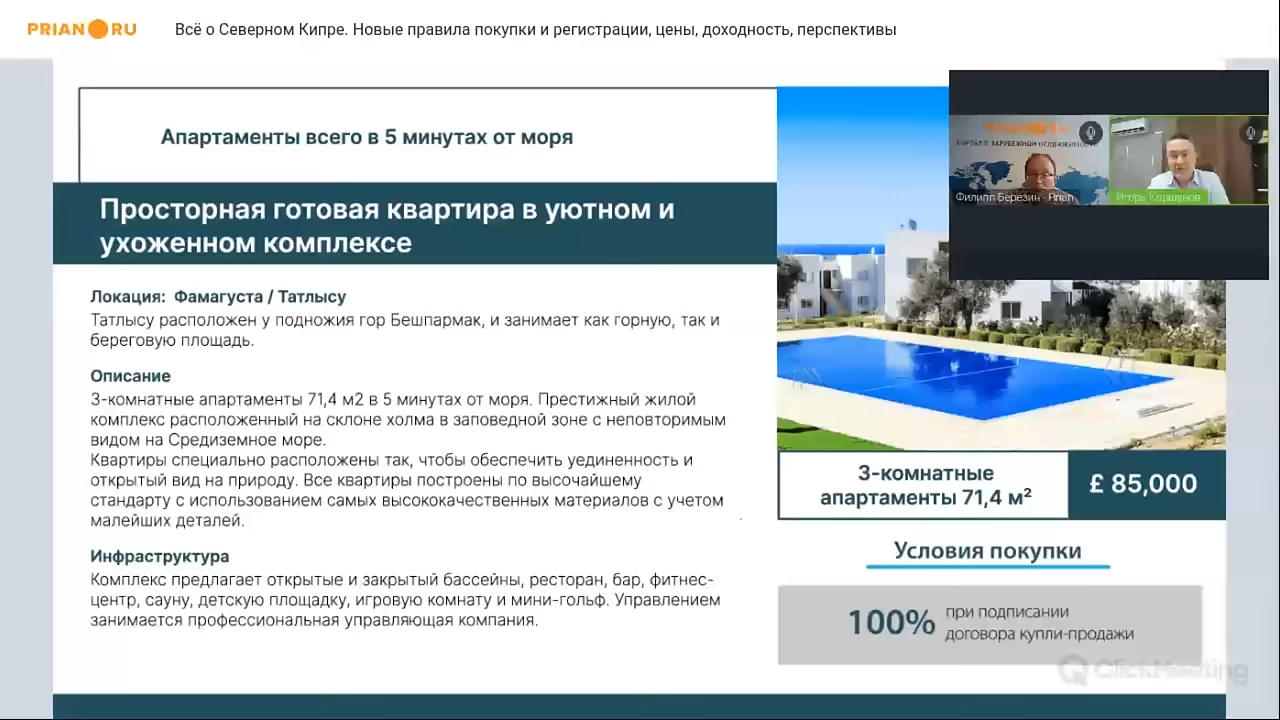 PRIAN RU
Всё о Северном Кипре. Новые правила покупки и регистрации, цены, доходность, перспективы
Апартаменты всего в 5 минутах от моря
Просторная готовая квартира в уютном и
ухоженном комплексе
Локация: Фамагуста / Татлысу
Татлысу расположен у подножия гор Бешпармак, и занимает как горную, так и
береговую площадь.
Описание
3-комнатные апартаменты 71,4 м2 в 5 минутах от моря. Престижный жилой
комплекс расположенный на склоне холма в заповедной зоне с неповторимым
видом на Средиземное море.
Квартиры специально расположены так, чтобы обеспечить уединенность и
открытый вид на природу. Все квартиры построены по высочайшему
стандарту с использованием самых высококачественных материалов с учетом
малейших деталей.
Инфраструктура
Комплекс предлагает открытые и закрытый бассейны, ресторан, бар, фитнес-
центр, сауну, детскую площадку, игровую комнату и мини-гольф. Управлением
занимается профессиональная управляющая компания.
PRIAN RU
ПОРТАЛ О ЗАРУБЕЖНОЙ НЕДВИЖИМОСТИ
Филипп Березин - Prian
Игорь Коршунов
3-комнатные
апартаменты 71,4 м²
£ 85,000
Условия покупки
100%
при подписании
договора купли-продажи
ClickMeeting